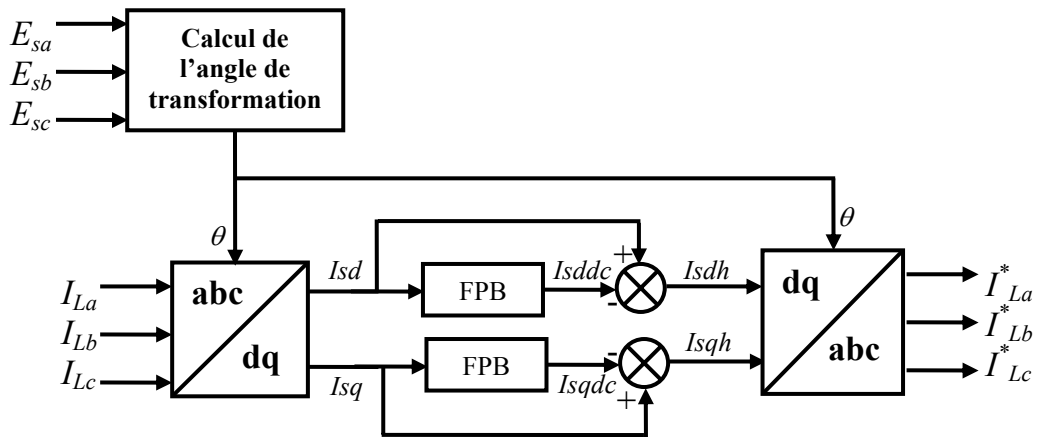 E_sa
E_sb
E_sc
Calcul de
l’angle de
transformation
θ
θ
I_La
I_Lb
I_Lc
abc
dq
Isd
Isq
FPB
FPB
Isddc
Isqdc
+
-
-
+
Isdh
Isqh
dq
abc
I^*_La
I^*_Lb
I^*_Lc